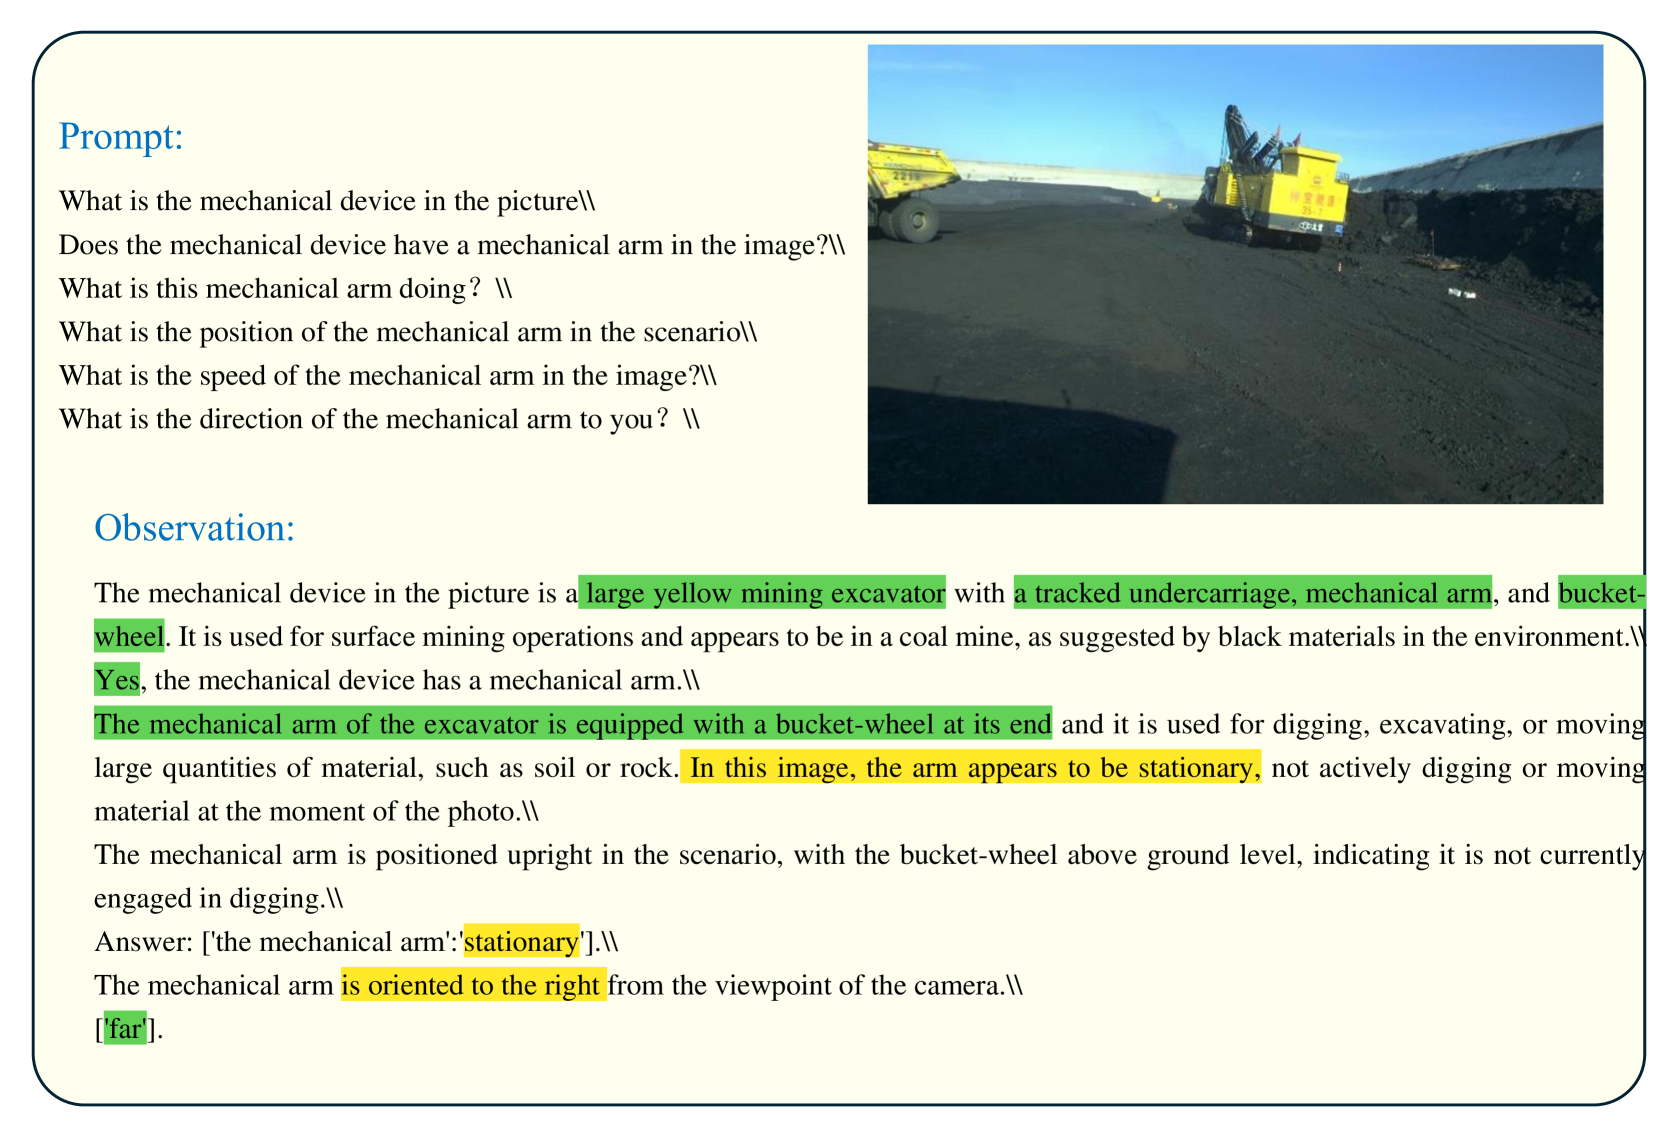 Prompt:
What is the mechanical device in the picture\\
Does the mechanical device have a mechanical arm in the image?\\
What is this mechanical arm doing？\\
What is the position of the mechanical arm in the scenario\\
What is the speed of the mechanical arm in the image?\\
What is the direction of the mechanical arm to you？\\
2219
Observation:
The mechanical device in the picture is a large yellow mining excavator with a tracked undercarriage, mechanical arm, and bucket-
wheel. It is used for surface mining operations and appears to be in a coal mine, as suggested by black materials in the environment.\\
Yes, the mechanical device has a mechanical arm.\\
The mechanical arm of the excavator is equipped with a bucket-wheel at its end and it is used for digging, excavating, or moving
large quantities of material, such as soil or rock. In this image, the arm appears to be stationary, not actively digging or moving
material at the moment of the photo.\\
The mechanical arm is positioned upright in the scenario, with the bucket-wheel above ground level, indicating it is not currently
engaged in digging.\\
Answer: ['the mechanical arm':'stationary'].\\
The mechanical arm is oriented to the right from the viewpoint of the camera.\\
['far'].